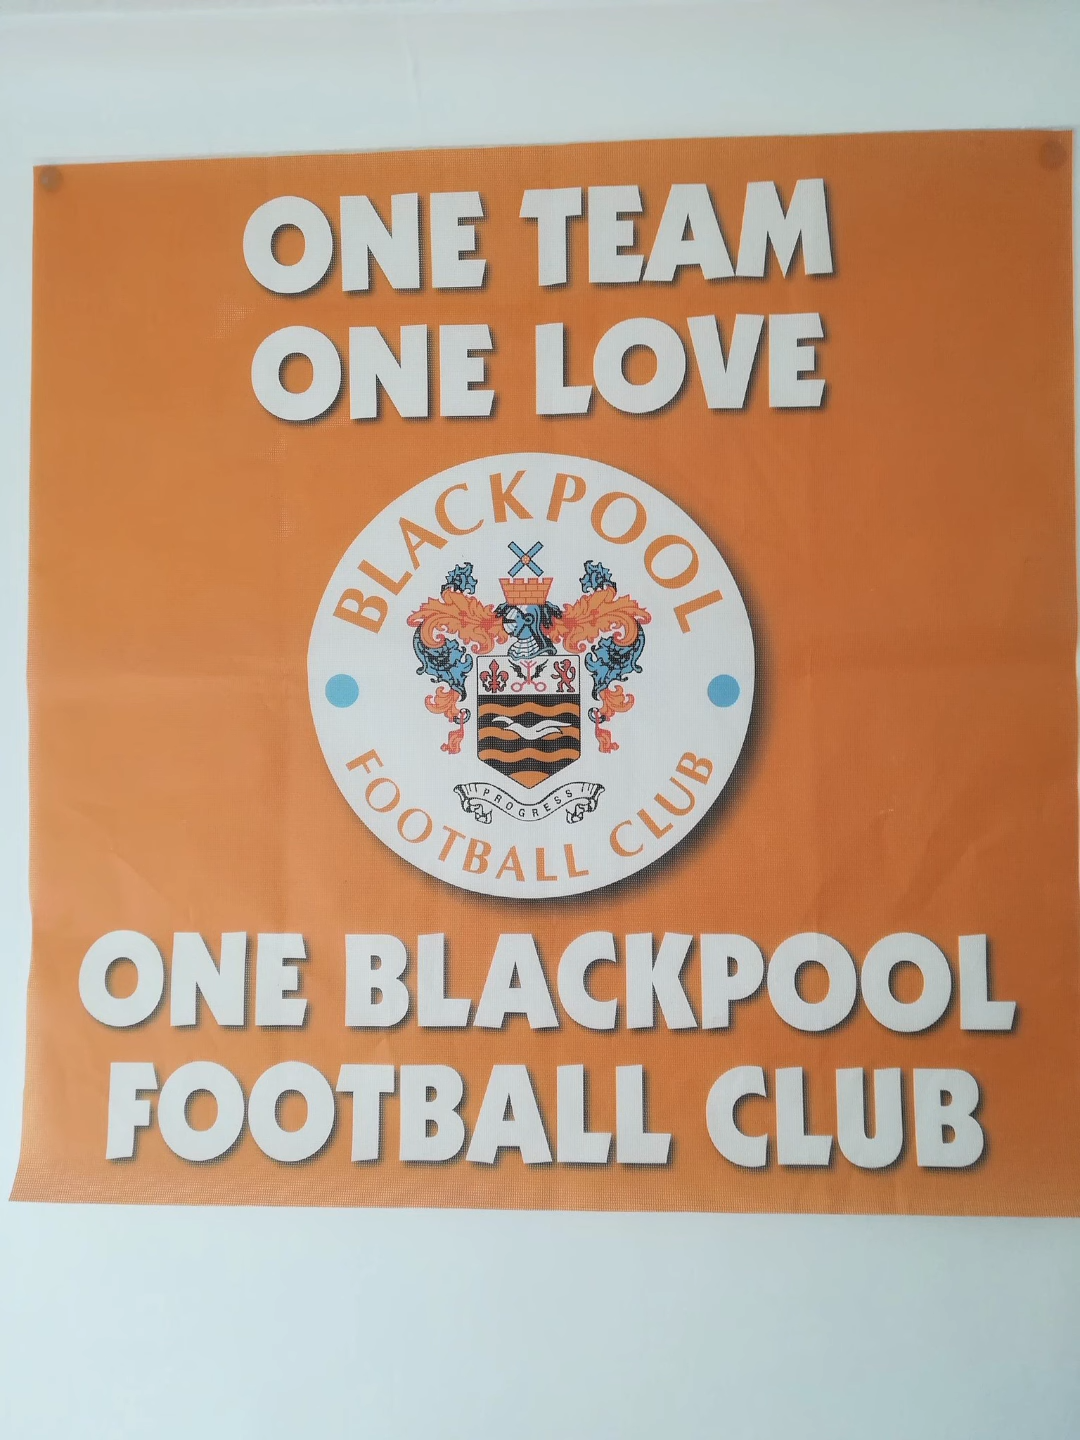 ONE TEAM
ONE LOVE
BLACKPOOL
PROGRESS
FOOTBALL CLUB
ONE BLACKPOOL
FOOTBALL CLUB